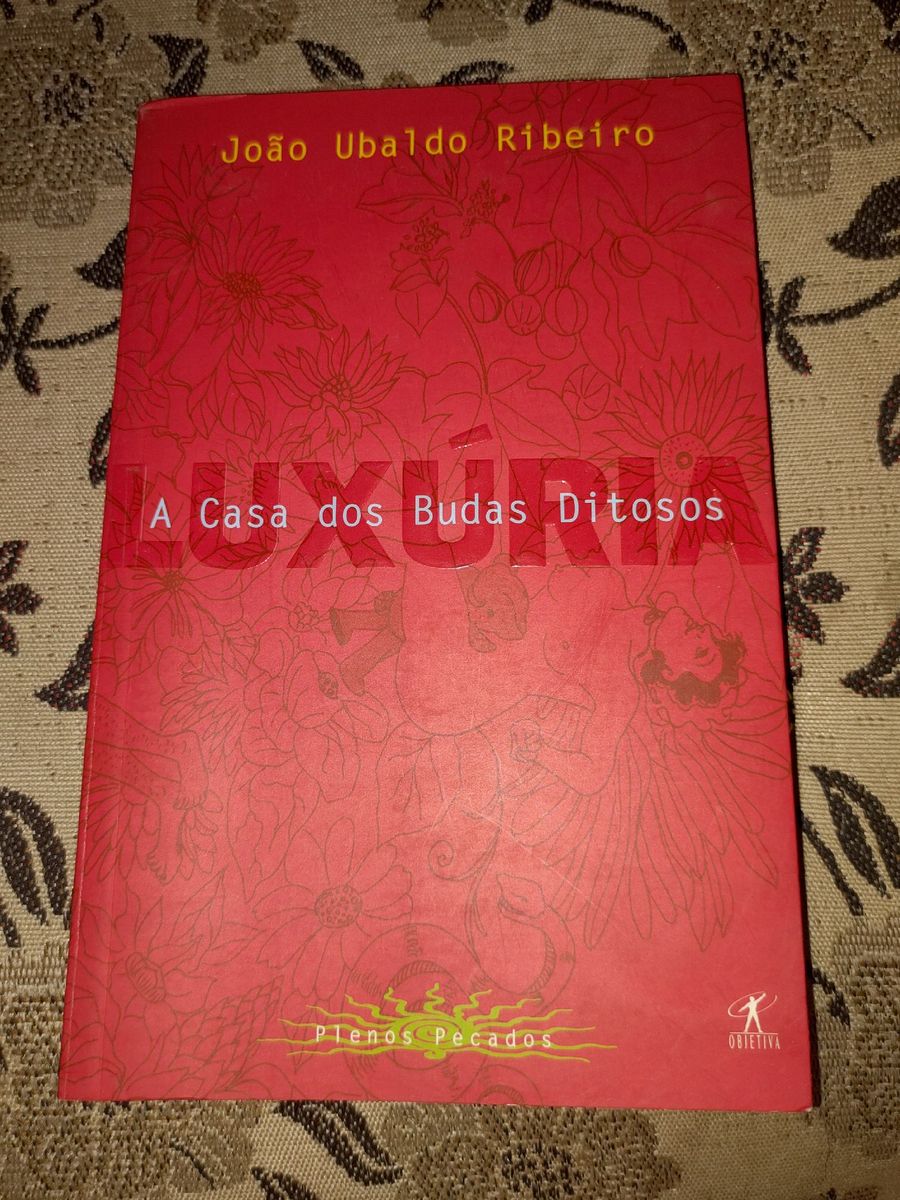 João Ubaldo Ribeiro
LUXÚRIA
A Casa dos Budas Ditosos
Plenos Pecados
OBJETIVA